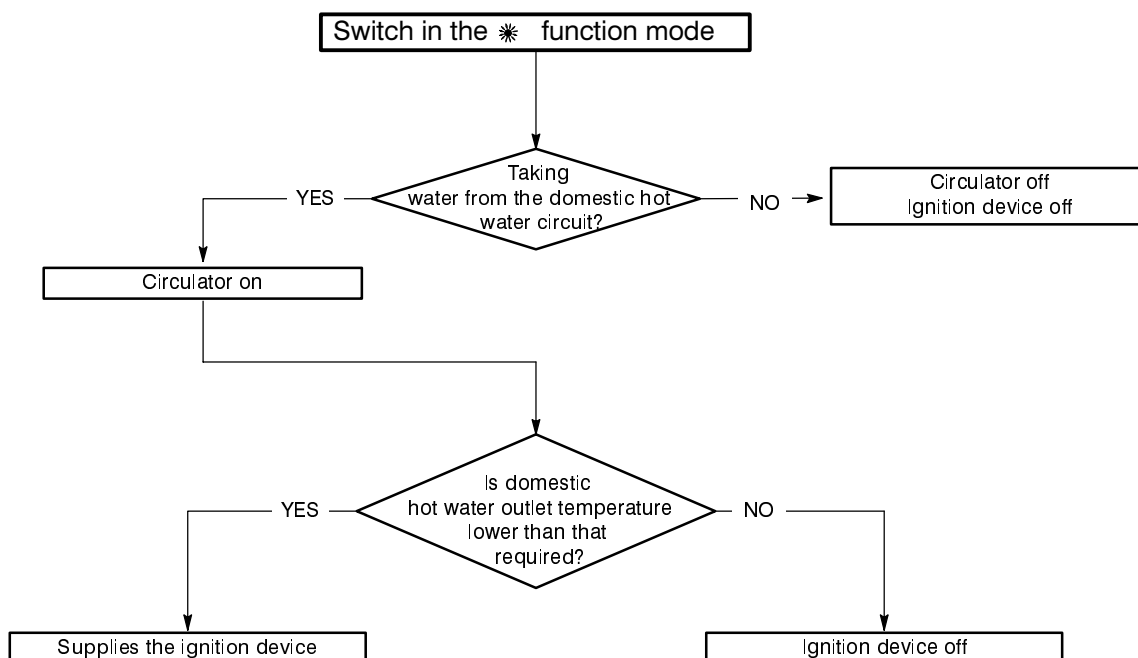 Switch in the ☀ function mode
Taking
water from the domestic hot
water circuit?
YES
NO
Circulator off
Ignition device off
Circulator on
Is domestic
hot water outlet temperature
lower than that
required?
YES
NO
Supplies the ignition device
Ignition device off